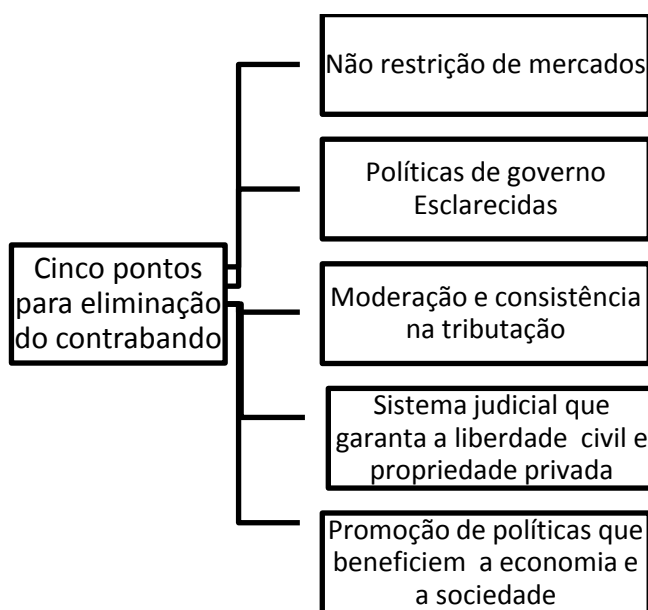 Não restrição de mercados
Políticas de governo
Esclarecidas
Cinco pontos
para eliminação
do contrabando
Moderação e consistência
na tributação
Sistema judicial que
garanta a liberdade civil e
propriedade privada
Promoção de políticas que
beneficiem a economia e
a sociedade